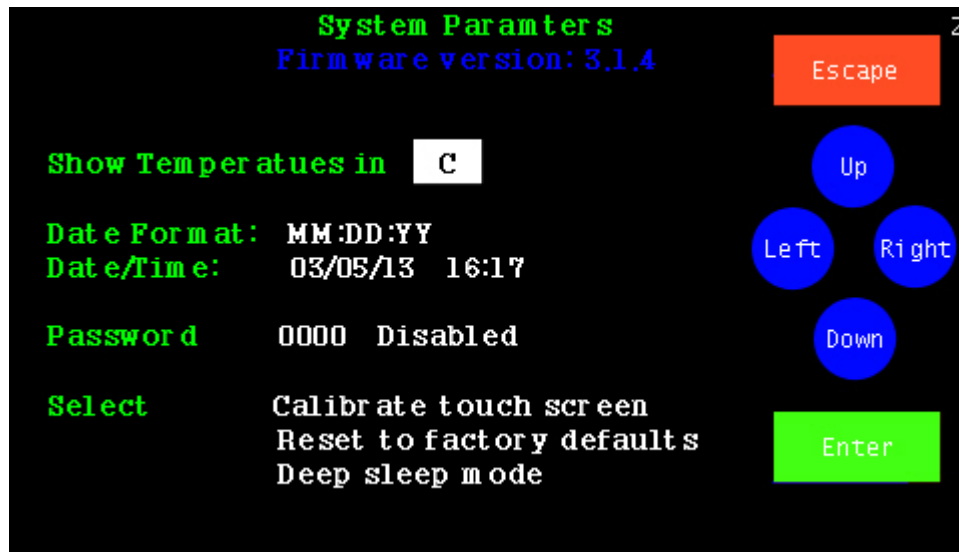 System Paramters
Firmware version: 3.1.4
Escape
Show Temperatues in C
Up
Date Format: MM:DD:YY
Left Right
Date/Time: 03/05/13 16:17
Password 0000 Disabled
Down
Select Calibrate touch screen
Reset to factory defaults
Enter
Deep sleep mode